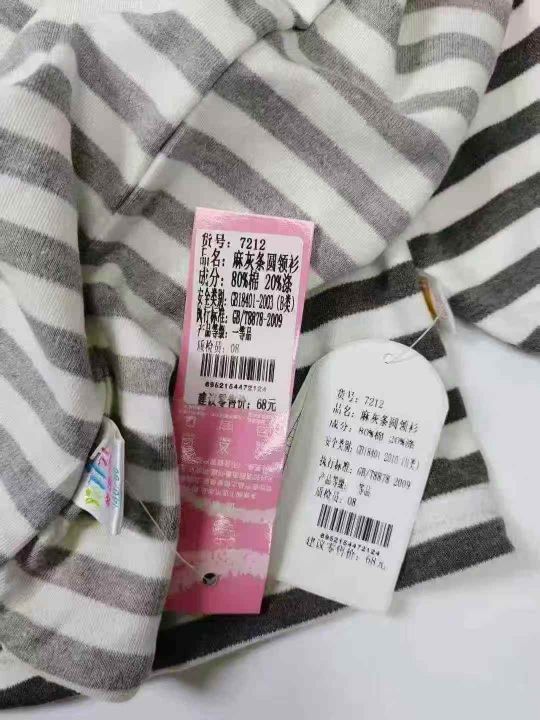 货号: 7212
品名: 麻灰条圆领衫
成分: 80%棉 20%涤
安全类别: GB18401-2003 (B类)
执行标准: GB/T8878-2009
产品等级: 一等品
质检员: 08
6952154472124
建议零售价: 68元
货号: 7212
品名: 麻灰条圆领衫
成分: 80%棉 20%涤
安全类别: GB18401 2010 (B类)
执行标准: GB/T8878 2009
产品等级: 等品
质检员: 08
6952154472124
建议零售价: 68元